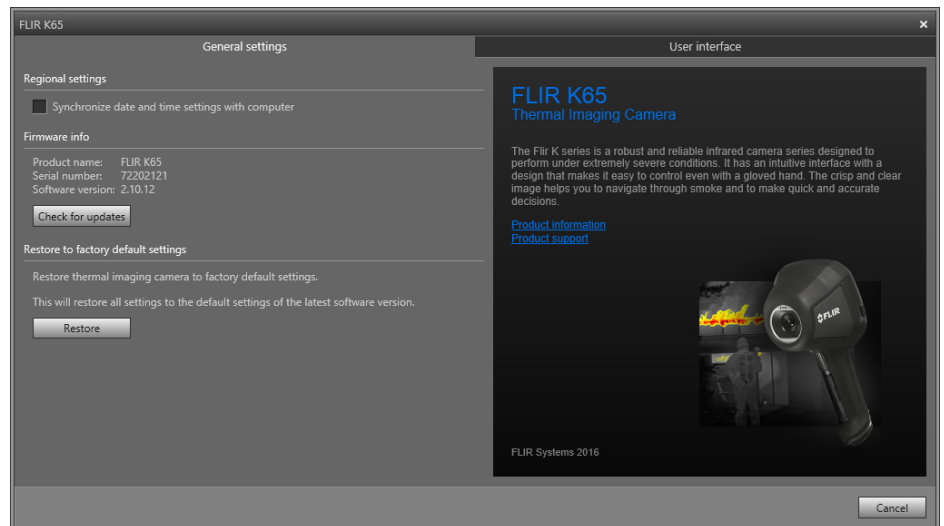 FLIR K65
General settings
User interface
Regional settings
Synchronize date and time settings with computer
Firmware info
Product name: FLIR K65
Serial number: 72202121
Software version: 2.10.12
Check for updates
Restore to factory default settings
Restore thermal imaging camera to factory default settings.
This will restore all settings to the default settings of the latest software version.
Restore
FLIR K65
Thermal Imaging Camera
The Flir K series is a robust and reliable infrared camera series designed to
perform under extremely severe conditions. It has an intuitive interface with a
design that makes it easy to control even with a gloved hand. The crisp and clear
image helps you to navigate through smoke and to make quick and accurate
decisions.
Product information
Product support
FLIR
FLIR Systems 2016
Cancel